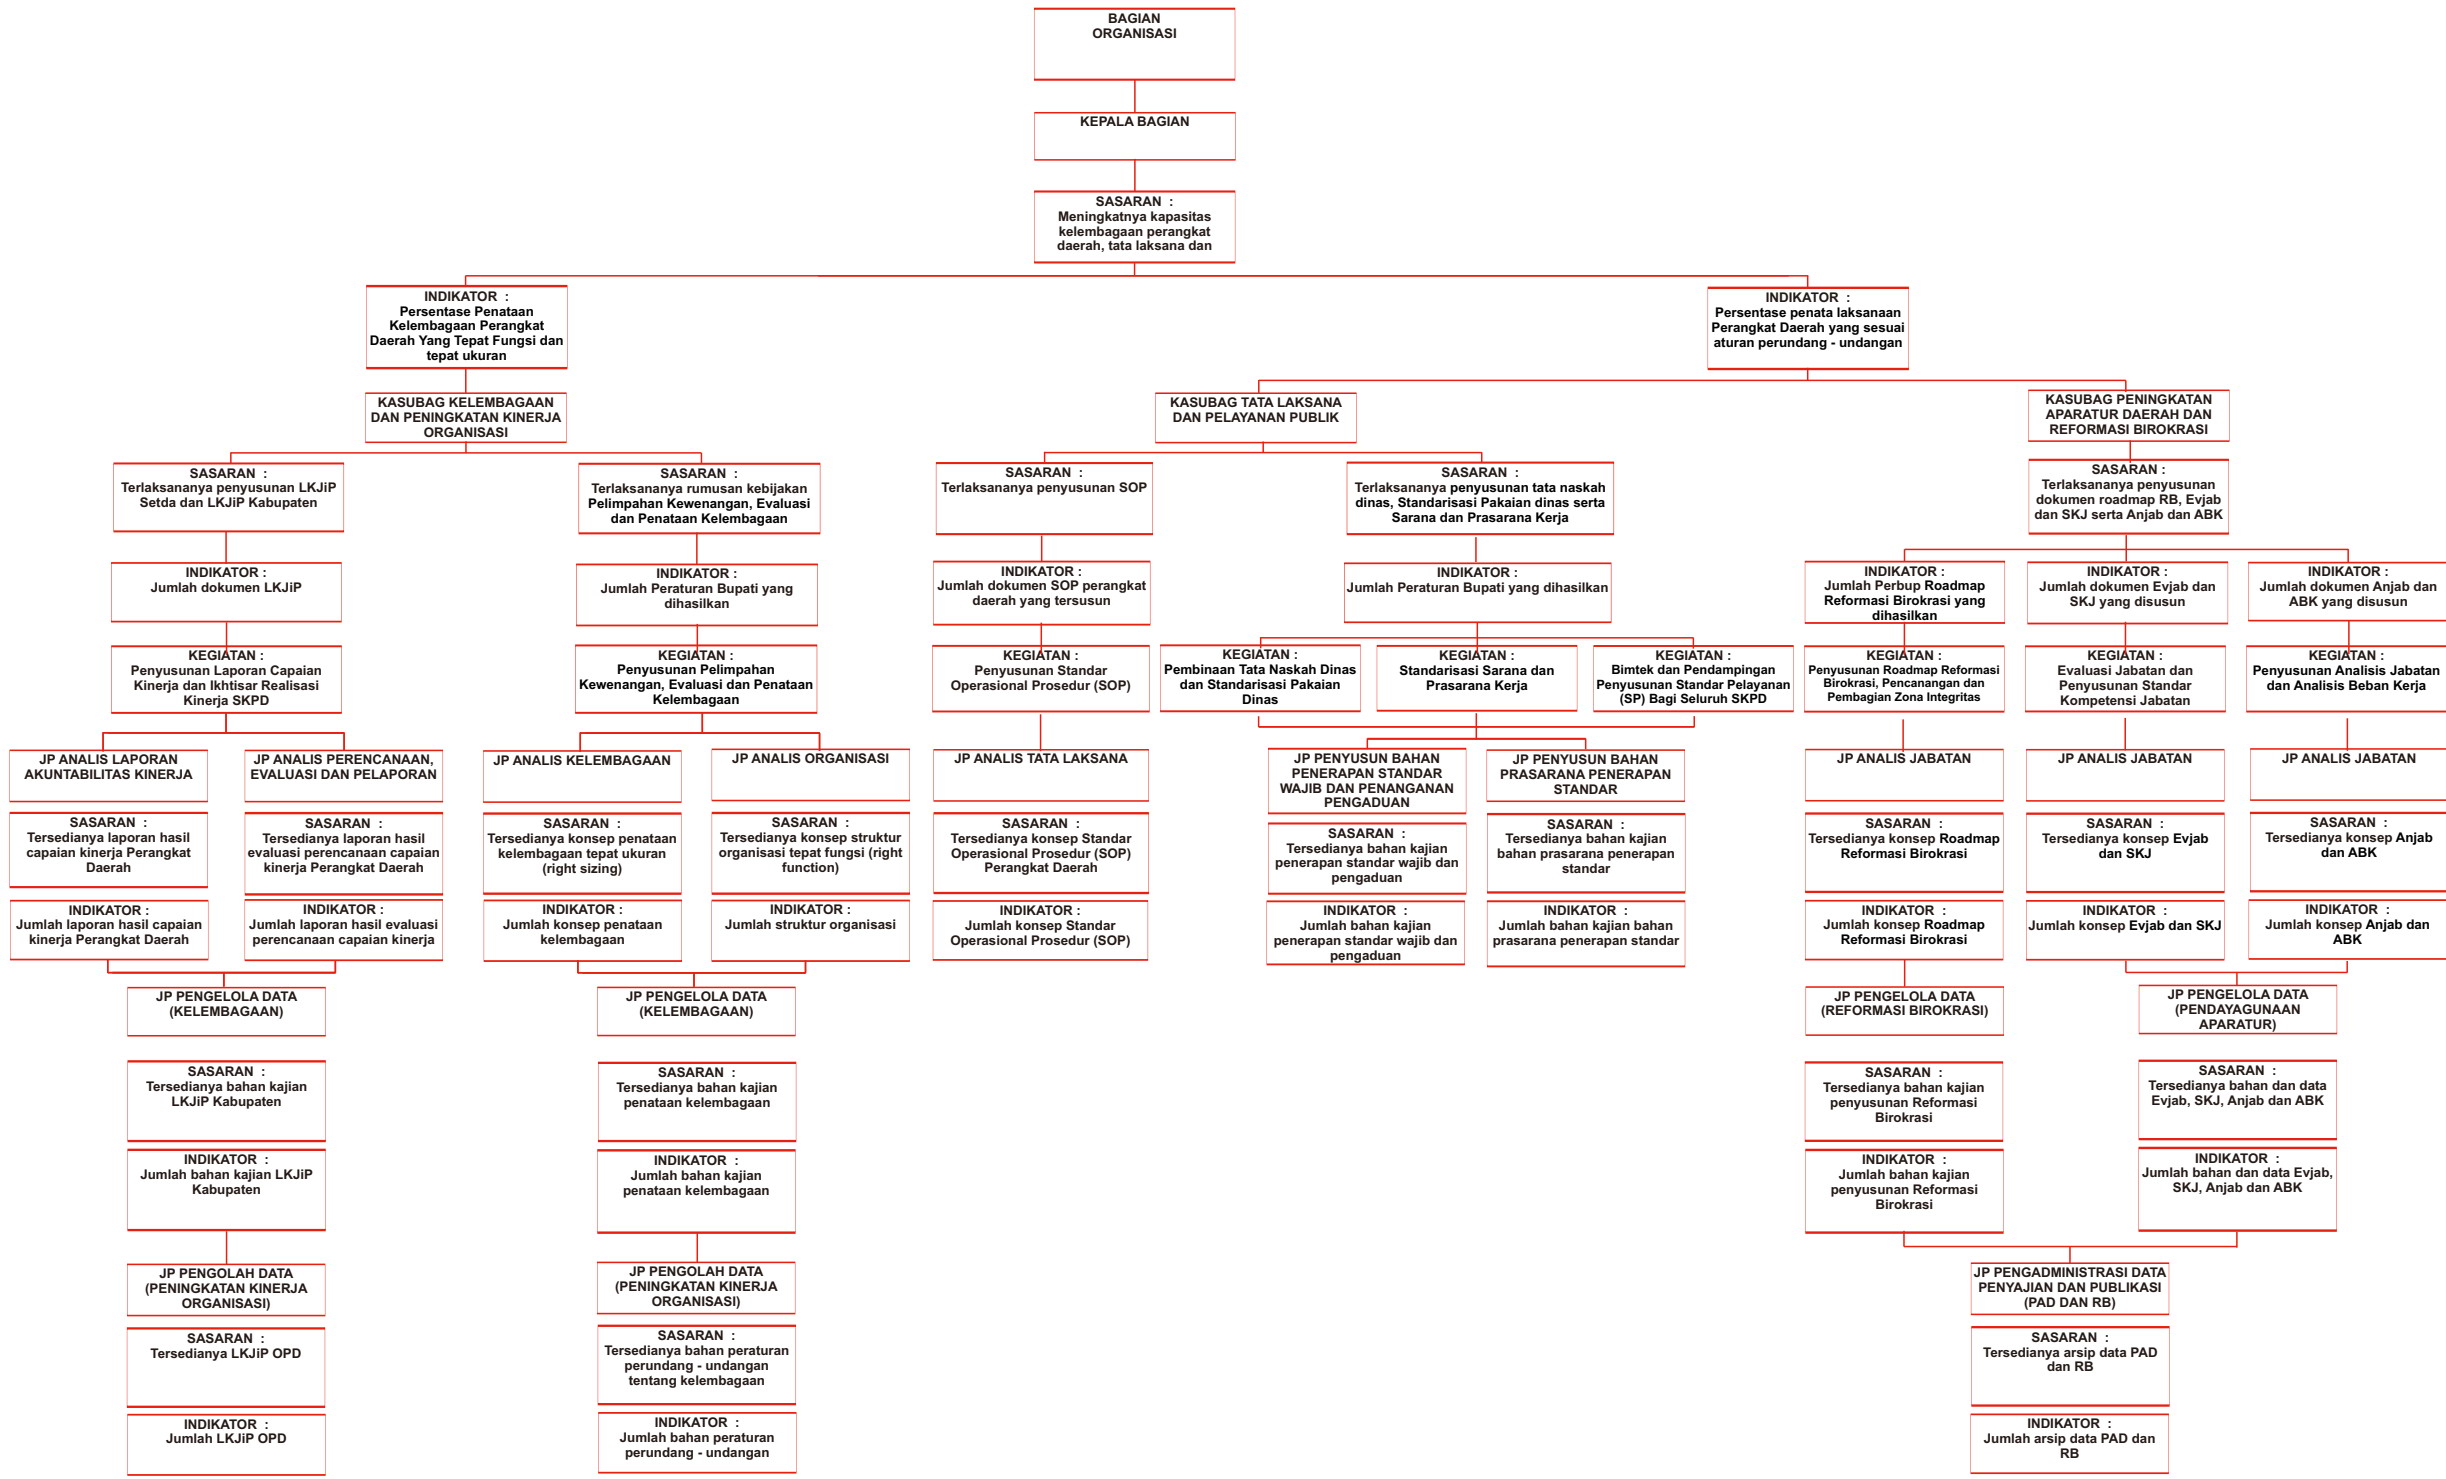 BAGIAN
ORGANISASI
KEPALA BAGIAN
SASARAN :
Meningkatnya kapasitas
kelembagaan perangkat
daerah, tata laksana dan
INDIKATOR :
Persentase Penataan
Kelembagaan Perangkat
Daerah Yang Tepat Fungsi dan
tepat ukuran
INDIKATOR :
Persentase penata laksanaan
Perangkat Daerah yang sesuai
aturan perundang - undangan
KASUBAG KELEMBAGAAN
DAN PENINGKATAN KINERJA
ORGANISASI
KASUBAG TATA LAKSANA
DAN PELAYANAN PUBLIK
KASUBAG PENINGKATAN
APARATUR DAERAH DAN
REFORMASI BIROKRASI
SASARAN :
Terlaksananya penyusunan LKJiP
Setda dan LKJiP Kabupaten
SASARAN :
Terlaksananya rumusan kebijakan
Pelimpahan Kewenangan, Evaluasi
dan Penataan Kelembagaan
SASARAN :
Terlaksananya penyusunan SOP
SASARAN :
Terlaksananya penyusunan tata naskah
dinas, Standarisasi Pakaian dinas serta
Sarana dan Prasarana Kerja
SASARAN :
Terlaksananya penyusunan
dokumen roadmap RB, Evjab
dan SKJ serta Anjab dan ABK
INDIKATOR :
Jumlah dokumen LKJiP
INDIKATOR :
Jumlah Peraturan Bupati yang
dihasilkan
INDIKATOR :
Jumlah dokumen SOP perangkat
daerah yang tersusun
INDIKATOR :
Jumlah Peraturan Bupati yang dihasilkan
INDIKATOR :
Jumlah Perbup Roadmap
Reformasi Birokrasi yang
dihasilkan
INDIKATOR :
Jumlah dokumen Evjab dan
SKJ yang disusun
INDIKATOR :
Jumlah dokumen Anjab dan
ABK yang disusun
KEGIATAN :
Penyusunan Laporan Capaian
Kinerja dan Ikhtisar Realisasi
Kinerja SKPD
KEGIATAN :
Penyusunan Pelimpahan
Kewenangan, Evaluasi dan Penataan
Kelembagaan
KEGIATAN :
Penyusunan Standar
Operasional Prosedur (SOP)
KEGIATAN :
Pembinaan Tata Naskah Dinas
dan Standarisasi Pakaian
Dinas
KEGIATAN :
Standarisasi Sarana dan
Prasarana Kerja
KEGIATAN :
Bimtek dan Pendampingan
Penyusunan Standar Pelayanan
(SP) Bagi Seluruh SKPD
KEGIATAN :
Penyusunan Roadmap Reformasi
Birokrasi, Pencanangan dan
Pembagian Zona Integritas
KEGIATAN :
Evaluasi Jabatan dan
Penyusunan Standar
Kompetensi Jabatan
KEGIATAN :
Penyusunan Analisis Jabatan
dan Analisis Beban Kerja
JP ANALIS LAPORAN
AKUNTABILITAS KINERJA
JP ANALIS PERENCANAAN,
EVALUASI DAN PELAPORAN
JP ANALIS KELEMBAGAAN
JP ANALIS ORGANISASI
JP ANALIS TATA LAKSANA
JP PENYUSUN BAHAN
PENERAPAN STANDAR
WAJIB DAN PENANGANAN
PENGADUAN
JP PENYUSUN BAHAN
PRASARANA PENERAPAN
STANDAR
JP ANALIS JABATAN
JP ANALIS JABATAN
JP ANALIS JABATAN
SASARAN :
Tersedianya laporan hasil
capaian kinerja Perangkat
Daerah
SASARAN :
Tersedianya laporan hasil
evaluasi perencanaan capaian
kinerja Perangkat Daerah
SASARAN :
Tersedianya konsep penataan
kelembagaan tepat ukuran
(right sizing)
SASARAN :
Tersedianya konsep struktur
organisasi tepat fungsi (right
function)
SASARAN :
Tersedianya konsep Standar
Operasional Prosedur (SOP)
Perangkat Daerah
SASARAN :
Tersedianya bahan kajian
penerapan standar wajib dan
pengaduan
SASARAN :
Tersedianya bahan kajian
bahan prasarana penerapan
standar
SASARAN :
Tersedianya konsep Roadmap
Reformasi Birokrasi
SASARAN :
Tersedianya konsep Evjab
dan SKJ
SASARAN :
Tersedianya konsep Anjab
dan ABK
INDIKATOR :
Jumlah laporan hasil capaian
kinerja Perangkat Daerah
INDIKATOR :
Jumlah laporan hasil evaluasi
perencanaan capaian kinerja
INDIKATOR :
Jumlah konsep penataan
kelembagaan
INDIKATOR :
Jumlah struktur organisasi
INDIKATOR :
Jumlah konsep Standar
Operasional Prosedur (SOP)
INDIKATOR :
Jumlah bahan kajian
penerapan standar wajib dan
pengaduan
INDIKATOR :
Jumlah bahan kajian bahan
prasarana penerapan standar
INDIKATOR :
Jumlah konsep Roadmap
Reformasi Birokrasi
INDIKATOR :
Jumlah konsep Evjab dan SKJ
INDIKATOR :
Jumlah konsep Anjab dan
ABK
JP PENGELOLA DATA
(KELEMBAGAAN)
JP PENGELOLA DATA
(KELEMBAGAAN)
JP PENGELOLA DATA
(REFORMASI BIROKRASI)
JP PENGELOLA DATA
(PENDAYAGUNAAN
APARATUR)
SASARAN :
Tersedianya bahan kajian
LKJiP Kabupaten
SASARAN :
Tersedianya bahan kajian
penataan kelembagaan
SASARAN :
Tersedianya bahan kajian
penyusunan Reformasi
Birokrasi
SASARAN :
Tersedianya bahan dan data
Evjab, SKJ, Anjab dan ABK
INDIKATOR :
Jumlah bahan kajian LKJiP
Kabupaten
INDIKATOR :
Jumlah bahan kajian
penataan kelembagaan
INDIKATOR :
Jumlah bahan kajian
penyusunan Reformasi
Birokrasi
INDIKATOR :
Jumlah bahan dan data Evjab,
SKJ, Anjab dan ABK
JP PENGOLAH DATA
(PENINGKATAN KINERJA
ORGANISASI)
JP PENGOLAH DATA
(PENINGKATAN KINERJA
ORGANISASI)
JP PENGADMINISTRASI DATA
PENYAJIAN DAN PUBLIKASI
(PAD DAN RB)
SASARAN :
Tersedianya LKJiP OPD
SASARAN :
Tersedianya bahan peraturan
perundang - undangan
tentang kelembagaan
SASARAN :
Tersedianya arsip data PAD
dan RB
INDIKATOR :
Jumlah LKJiP OPD
INDIKATOR :
Jumlah bahan peraturan
perundang - undangan
INDIKATOR :
Jumlah arsip data PAD dan
RB